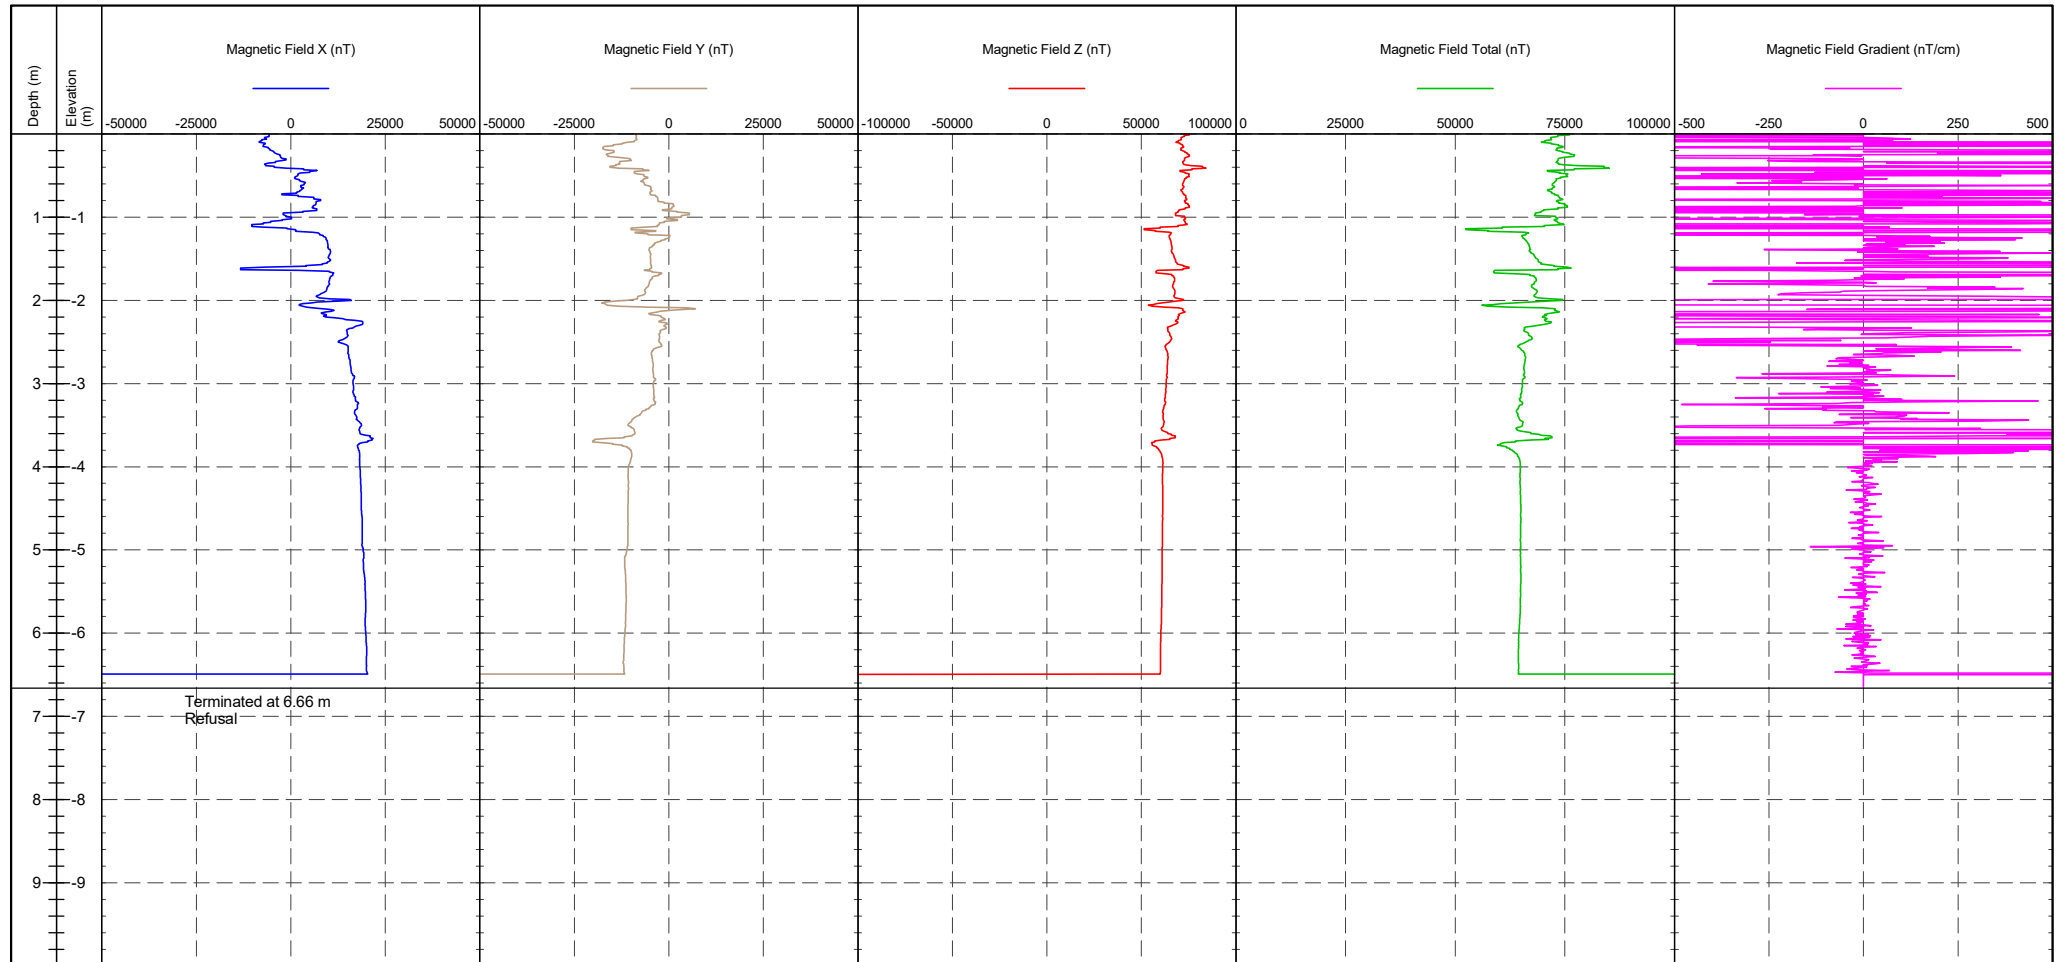 Depth (m)
Elevation
(m)
Magnetic Field X (nT)
Magnetic Field Y (nT)
Magnetic Field Z (nT)
Magnetic Field Total (nT)
Magnetic Field Gradient (nT/cm)
-50000 -25000 0 25000 50000
-50000 -25000 0 25000 50000
-100000 -50000 0 50000 100000
0 25000 50000 75000 100000
-500 -250 0 250 500
1 -1
2 -2
3 -3
4 -4
5 -5
6 -6
Terminated at 6.66 m
Refusal
7 -7
8 -8
9 -9